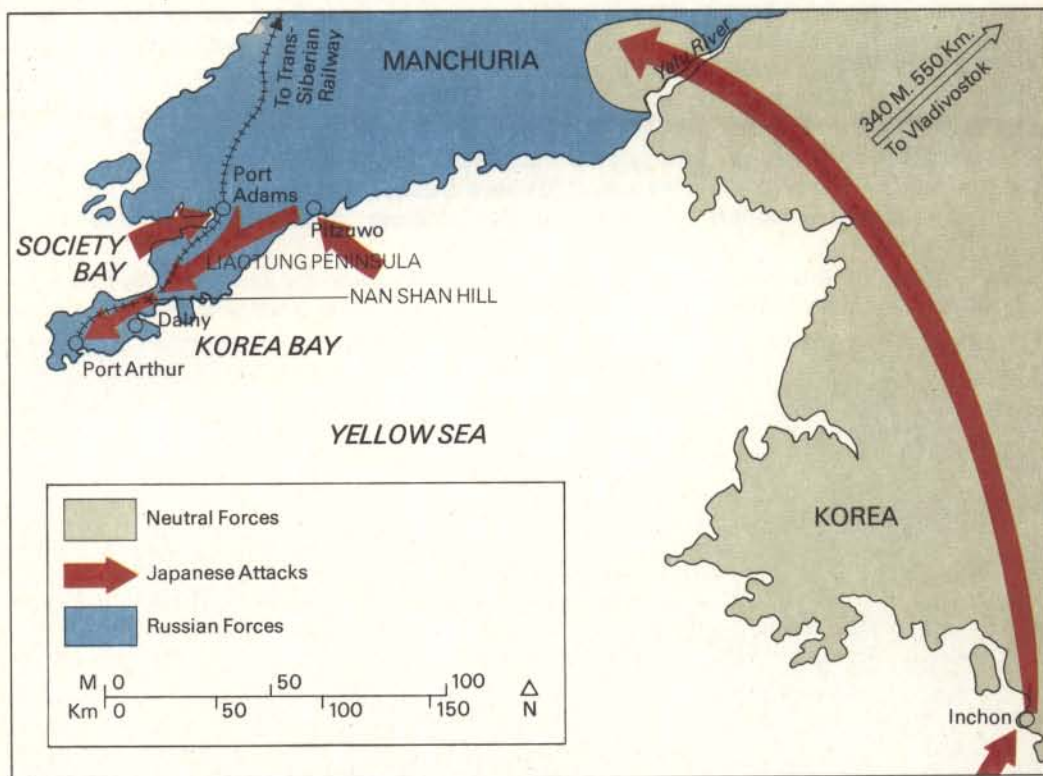 MANCHURIA
To Trans-
Siberian
Railway
Yalu River
340 M. 550 Km.
To Vladivostok
Port
Adams
Pitzuwo
SOCIETY
BAY
LIAOTUNG PENINSULA
NAN SHAN HILL
Dalny
KOREA BAY
Port Arthur
YELLOW SEA
KOREA
Inchon
Neutral Forces
Japanese Attacks
Russian Forces
M 0 50 100
Km 0 50 100 150
N